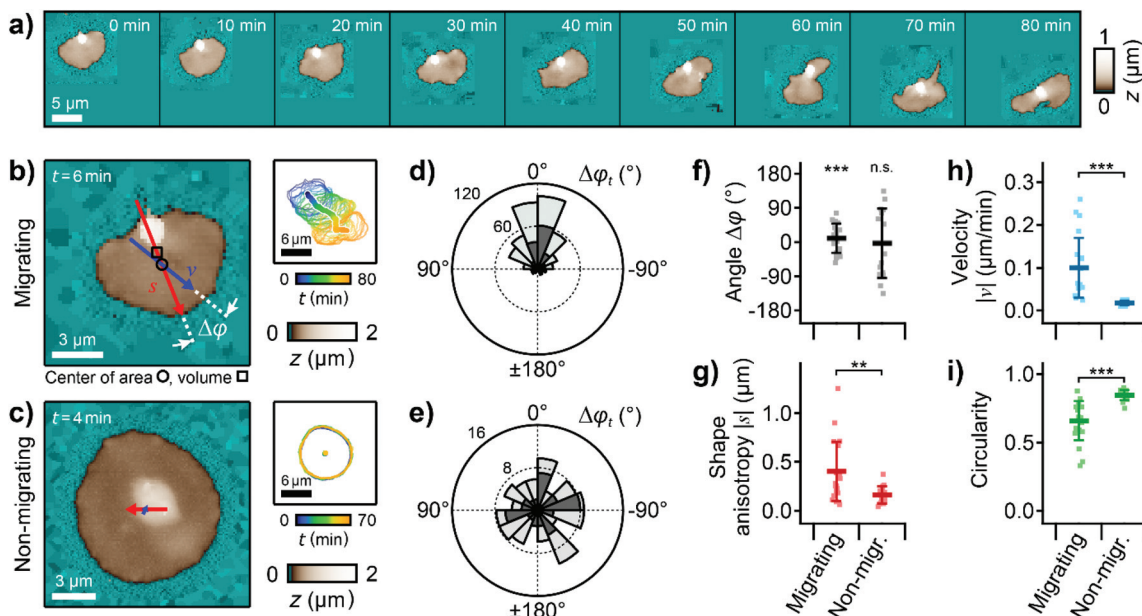 a)
0 min
10 min
20 min
30 min
40 min
50 min
60 min
70 min
80 min
5 µm
1
0
z (µm)
b)
Migrating
t = 6 min
s
v
Δφ
3 µm
Center of area, volume
6 µm
0 80
t (min)
0 2
z (µm)
c)
Non-migrating
t = 4 min
3 µm
6 µm
0 70
t (min)
0 2
z (µm)
d)
0°
Δφt (°)
120
60
90°
-90°
±180°
e)
0°
Δφt (°)
16
8
90°
-90°
±180°
f)
Angle Δφ (°)
180
90
0
-90
-180
***
n.s.
g)
Shape
anisotropy |s| (µm)
1.0
0.5
0.0
**
Migrating
Non-migr.
h)
Velocity
|v| (µm/min)
0.3
0.2
0.1
0.0
***
i)
Circularity
1.0
0.5
0.0
***
Migrating
Non-migr.